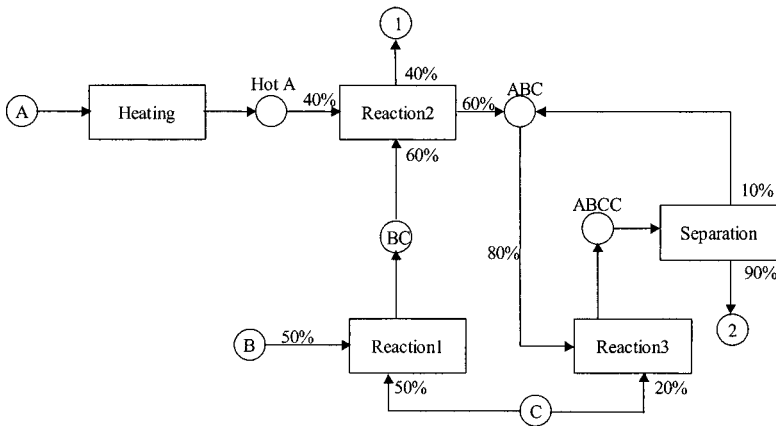 1
Hot A
40%
ABC
A
Heating
40%
Reaction2
60%
60%
10%
ABCC
BC
80%
Separation
90%
B
50%
Reaction1
Reaction3
2
50%
C
20%